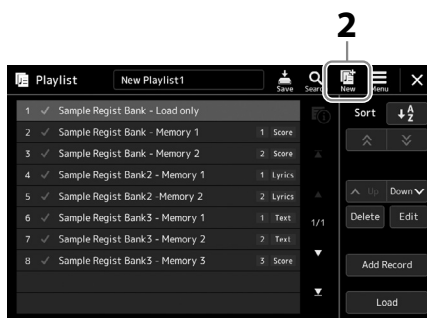 2
Playlist New Playlist1 Save Search New Menu
1 Sample Regist Bank - Load only
2 Sample Regist Bank - Memory 1 1 Score
3 Sample Regist Bank - Memory 2 2 Score
4 Sample Regist Bank2 - Memory 1 1 Lyrics
5 Sample Regist Bank2 -Memory 2 2 Lyrics
6 Sample Regist Bank3 - Memory 1 1 Text
7 Sample Regist Bank3 - Memory 2 2 Text
8 Sample Regist Bank3 - Memory 3 3 Score
1/1
Sort AZ
Up Down
Delete Edit
Add Record
Load